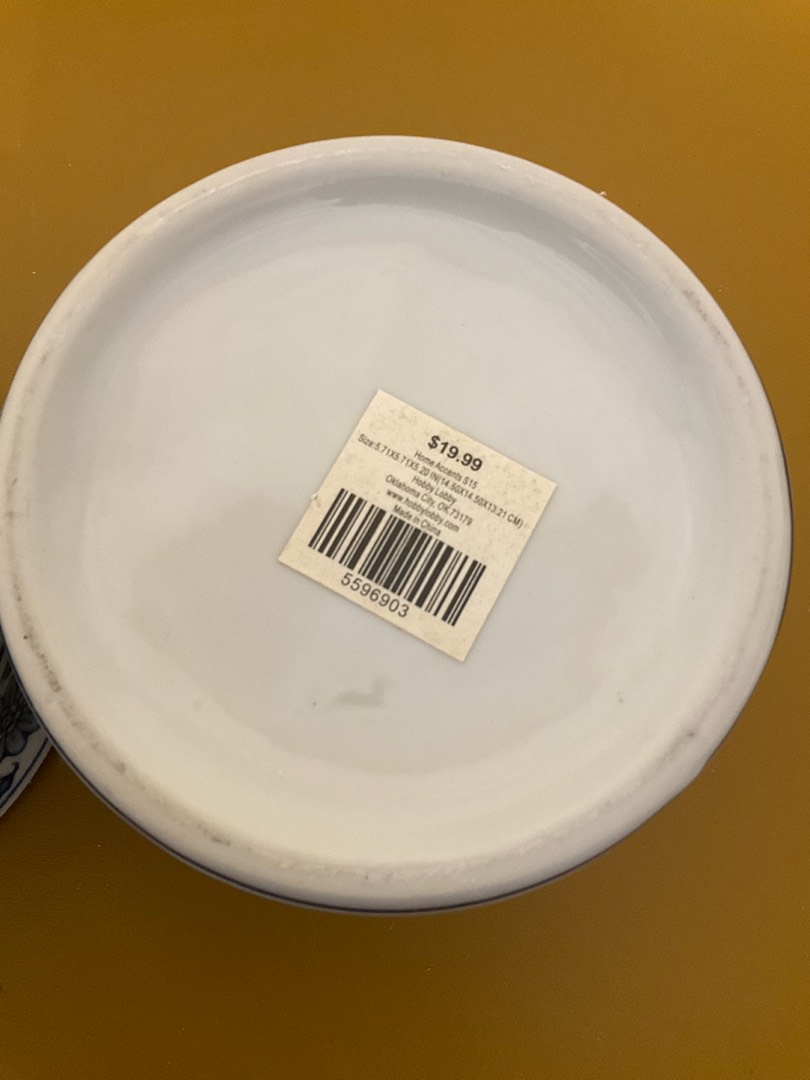 $19.99
Home Accents S15
Size:5.71X5.71X5.20 IN(14.50X14.50X13.21 CM)
Hobby Lobby
Oklahoma City, OK 73179
www.hobbylobby.com
Made in China
5596903